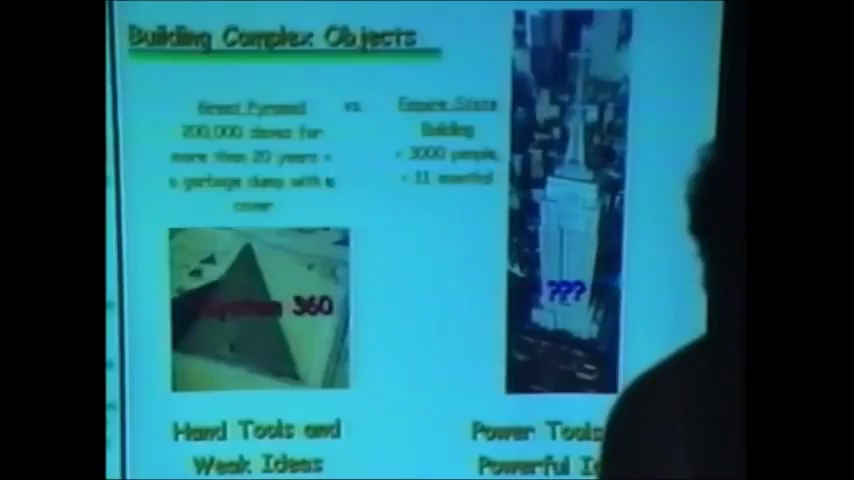 Building Complex Objects
Great Pyramid vs. Empire State
200,000 slaves for
more than 20 years =
a garbage dump with a
cover
Building
< 3000 people,
< 11 months!
System 360
???
Hand Tools and
Weak Ideas
Power Tools
Powerful